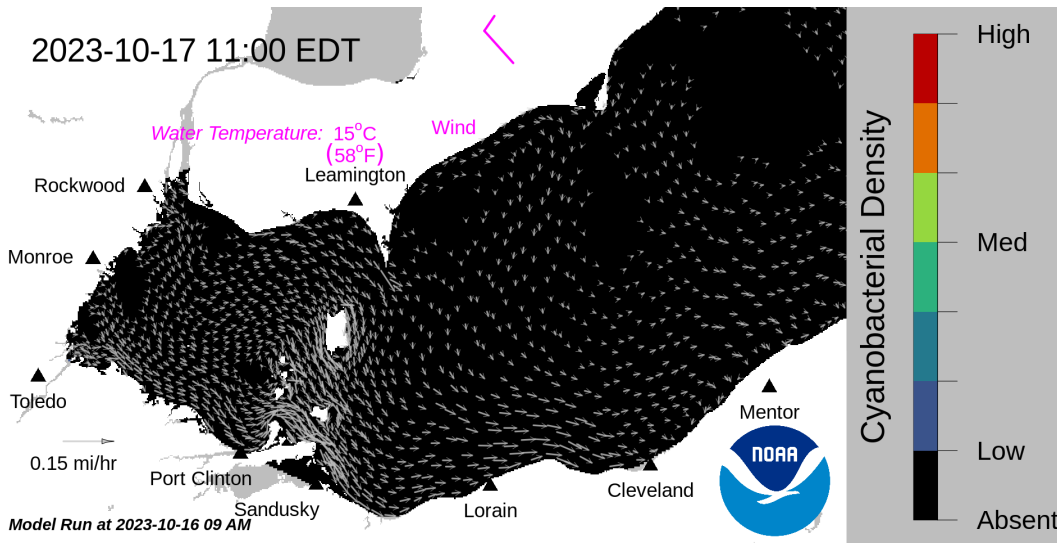 2023-10-17 11:00 EDT
Water Temperature: 15°C
(58°F)
Wind
Leamington
Rockwood
Monroe
Toledo
0.15 mi/hr
Port Clinton
Sandusky
Lorain
Cleveland
Mentor
NOAA
Model Run at 2023-10-16 09 AM
Cyanobacterial Density
High
Med
Low
Absent